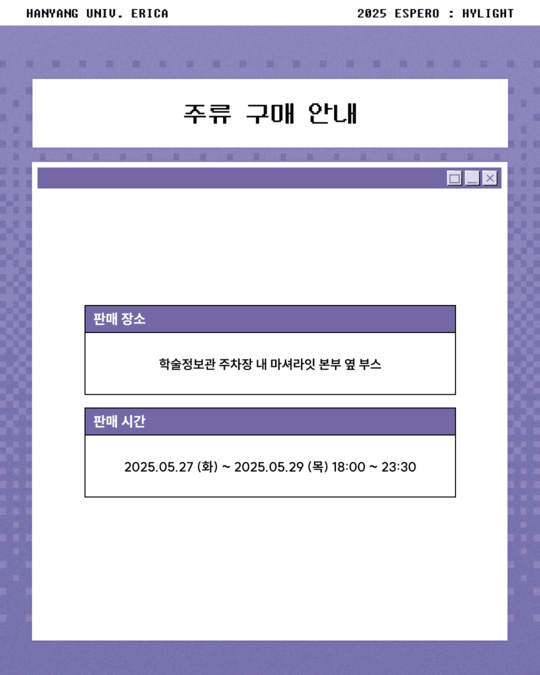 HANYANG UNIV. ERICA
2025 ESPERO : HYLIGHT
주류 구매 안내
판매 장소
학술정보관 주차장 내 마셔라잇 본부 옆 부스
판매 시간
2025.05.27 (화) ~ 2025.05.29 (목) 18:00 ~ 23:30